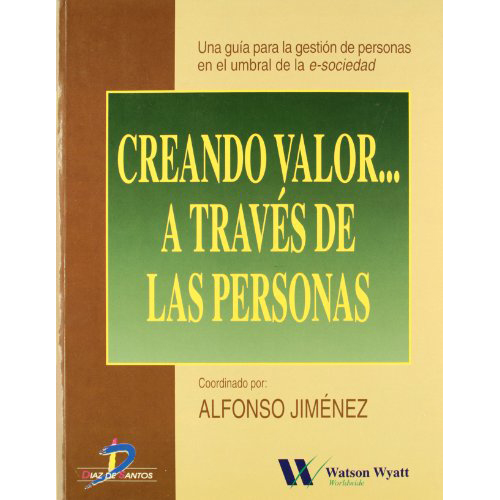 Una guía para la gestión de personas
en el umbral de la e-sociedad
CREANDO VALOR...
A TRAVÉS DE
LAS PERSONAS
Coordinado por:
ALFONSO JIMÉNEZ
DIAZ DE SANTOS
Watson Wyatt
Worldwide